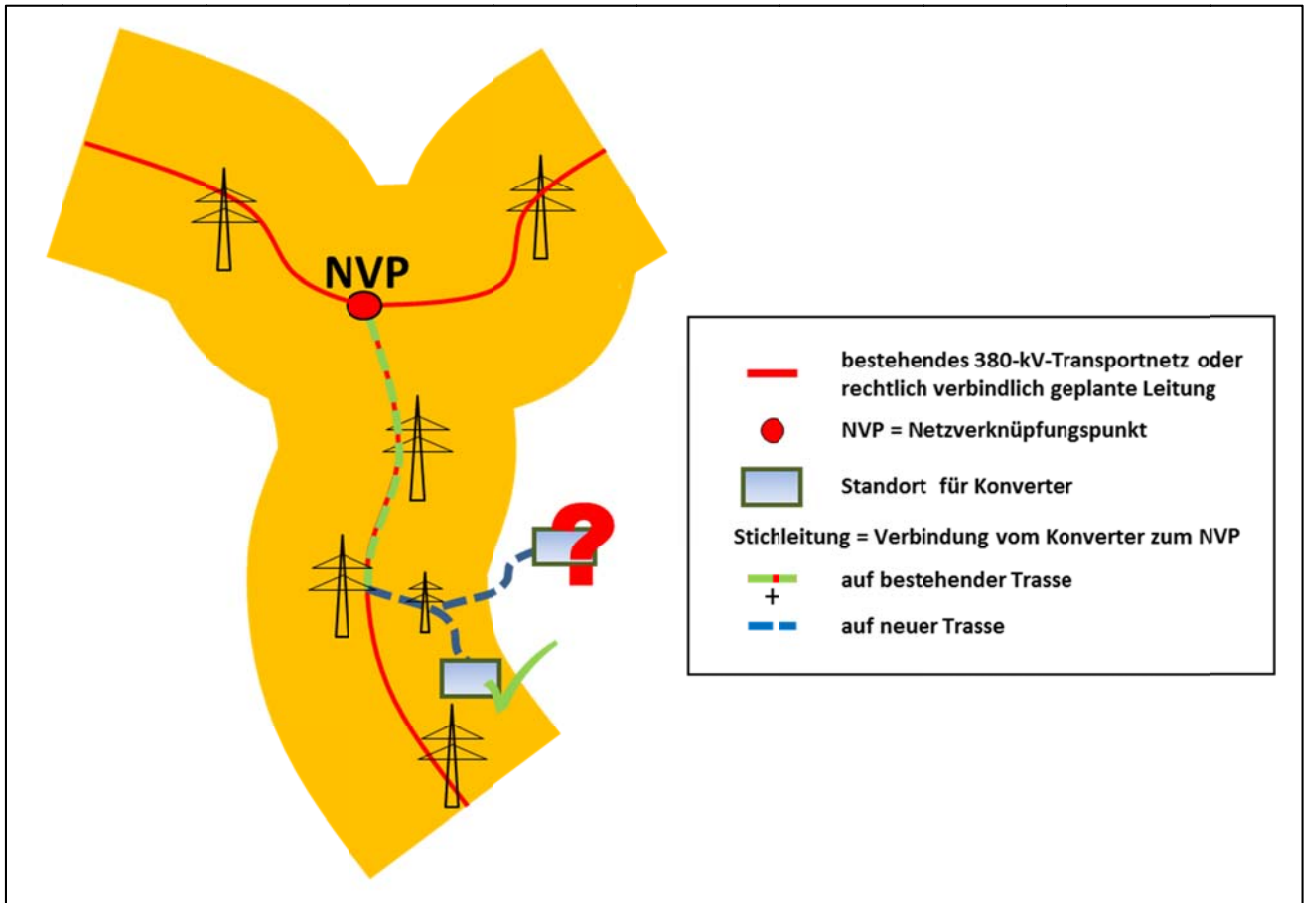 NVP
?
bestehendes 380-kV-Transportnetz oder
rechtlich verbindlich geplante Leitung
NVP = Netzverknüpfungspunkt
Standort für Konverter
Stichleitung = Verbindung vom Konverter zum NVP
auf bestehender Trasse
+
auf neuer Trasse